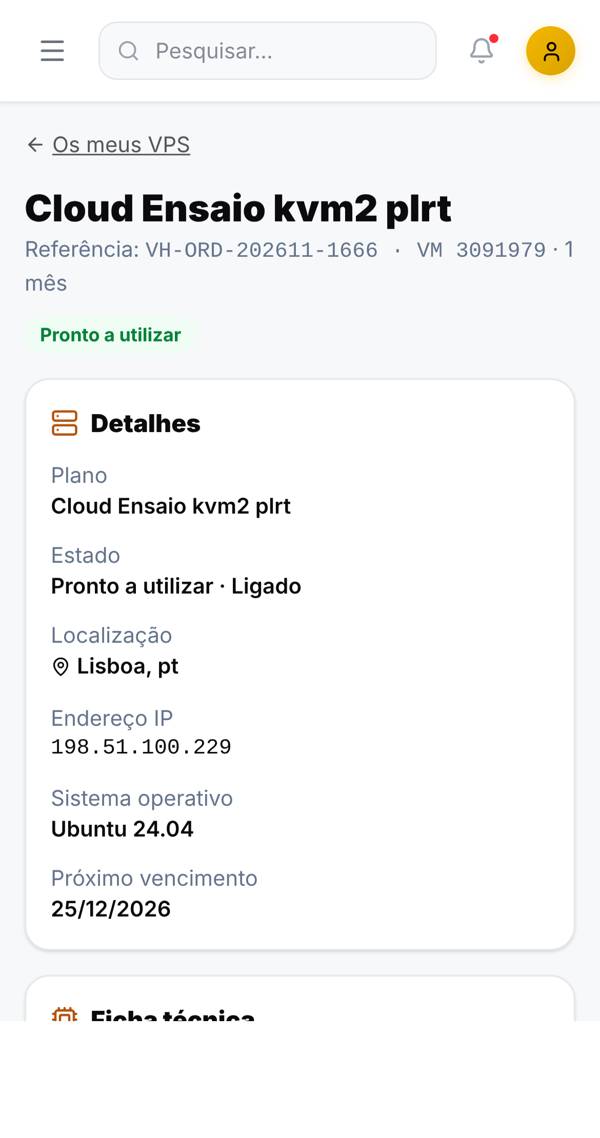 Pesquisar...
← Os meus VPS
Cloud Ensaio kvm2 plrt
Referência: VH-ORD-202611-1666 · VM 3091979 · 1
mês
Pronto a utilizar
Detalhes
Plano
Cloud Ensaio kvm2 plrt
Estado
Pronto a utilizar · Ligado
Localização
Lisboa, pt
Endereço IP
198.51.100.229
Sistema operativo
Ubuntu 24.04
Próximo vencimento
25/12/2026
Ficha técnica